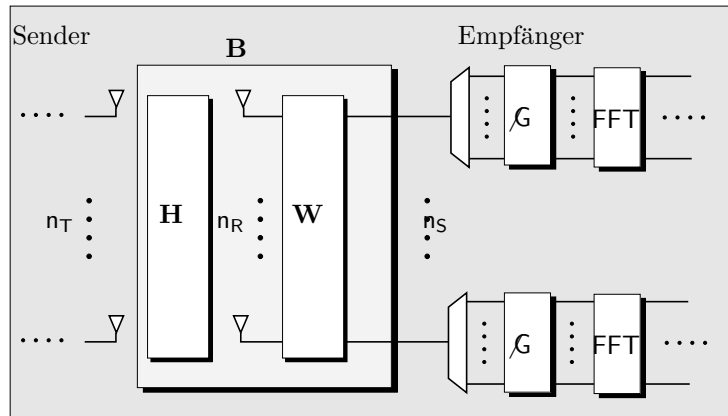 Sender
Empfänger
B
G
FFT
n_T
H
n_R
W
n_S
G
FFT